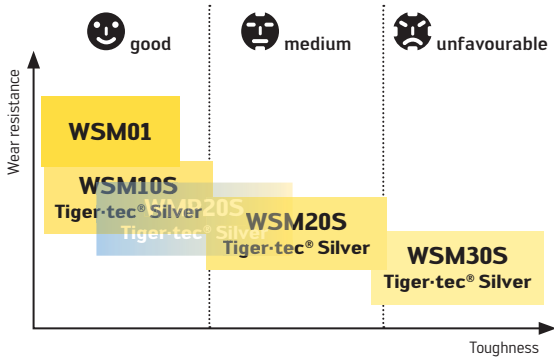 good
medium
unfavourable
Wear resistance
WSM01
WSM10S
Tiger·tec® Silver
WMP20S
Tiger·tec® Silver
WSM20S
Tiger·tec® Silver
WSM30S
Tiger·tec® Silver
Toughness